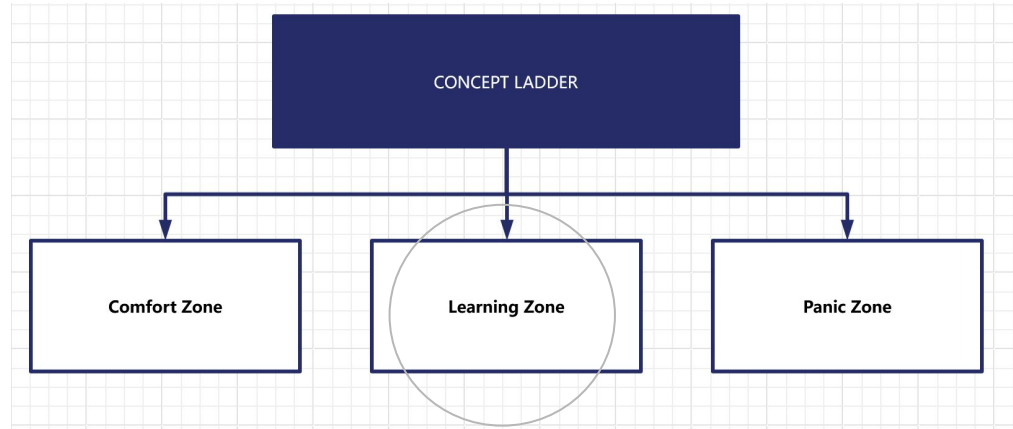 CONCEPT LADDER
Comfort Zone
Learning Zone
Panic Zone